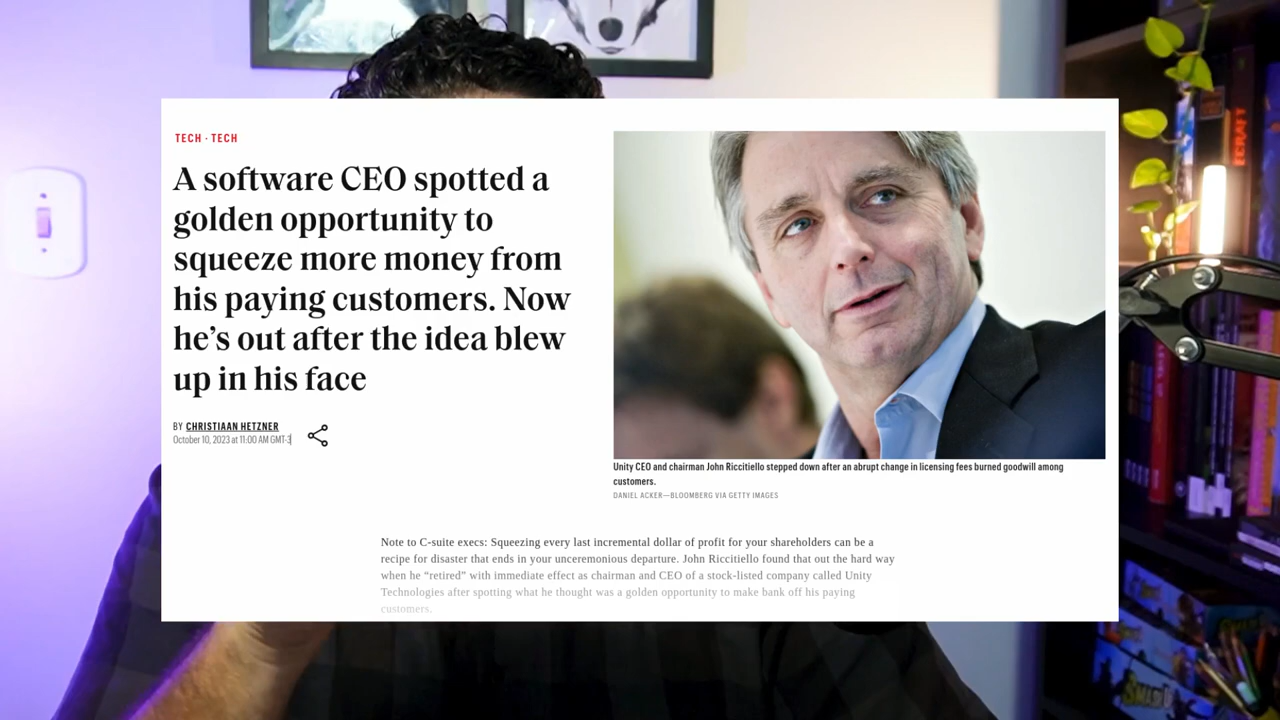 TECH · TECH
A software CEO spotted a
golden opportunity to
squeeze more money from
his paying customers. Now
he's out after the idea blew
up in his face
BY CHRISTIAAN HETZNER
October 10, 2023 at 11:00 AM GMT-3
Unity CEO and chairman John Riccitiello stepped down after an abrupt change in licensing fees burned goodwill among
customers.
DANIEL ACKER—BLOOMBERG VIA GETTY IMAGES
Note to C-suite execs: Squeezing every last incremental dollar of profit for your shareholders can be a
recipe for disaster that ends in your unceremonious departure. John Riccitiello found that out the hard way
when he “retired” with immediate effect as chairman and CEO of a stock-listed company called Unity
Technologies after spotting what he thought was a golden opportunity to make bank off his paying
customers.